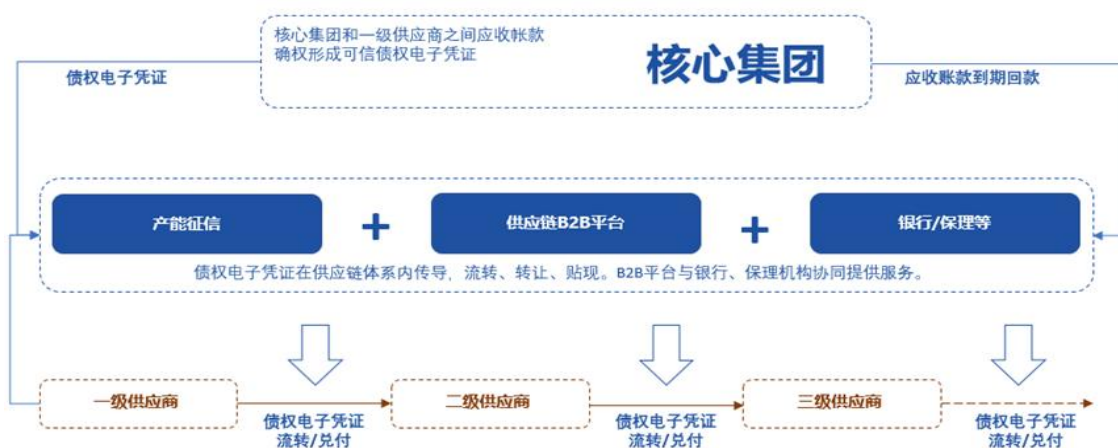 核心集团和一级供应商之间应收帐款
确权形成可信债权电子凭证
核心集团
债权电子凭证
应收账款到期回款
产能征信
+
供应链B2B平台
+
银行/保理等
债权电子凭证在供应链体系内传导，流转、转让、贴现。B2B平台与银行、保理机构协同提供服务。
一级供应商
二级供应商
三级供应商
债权电子凭证
流转/兑付
债权电子凭证
流转/兑付
债权电子凭证
流转/兑付